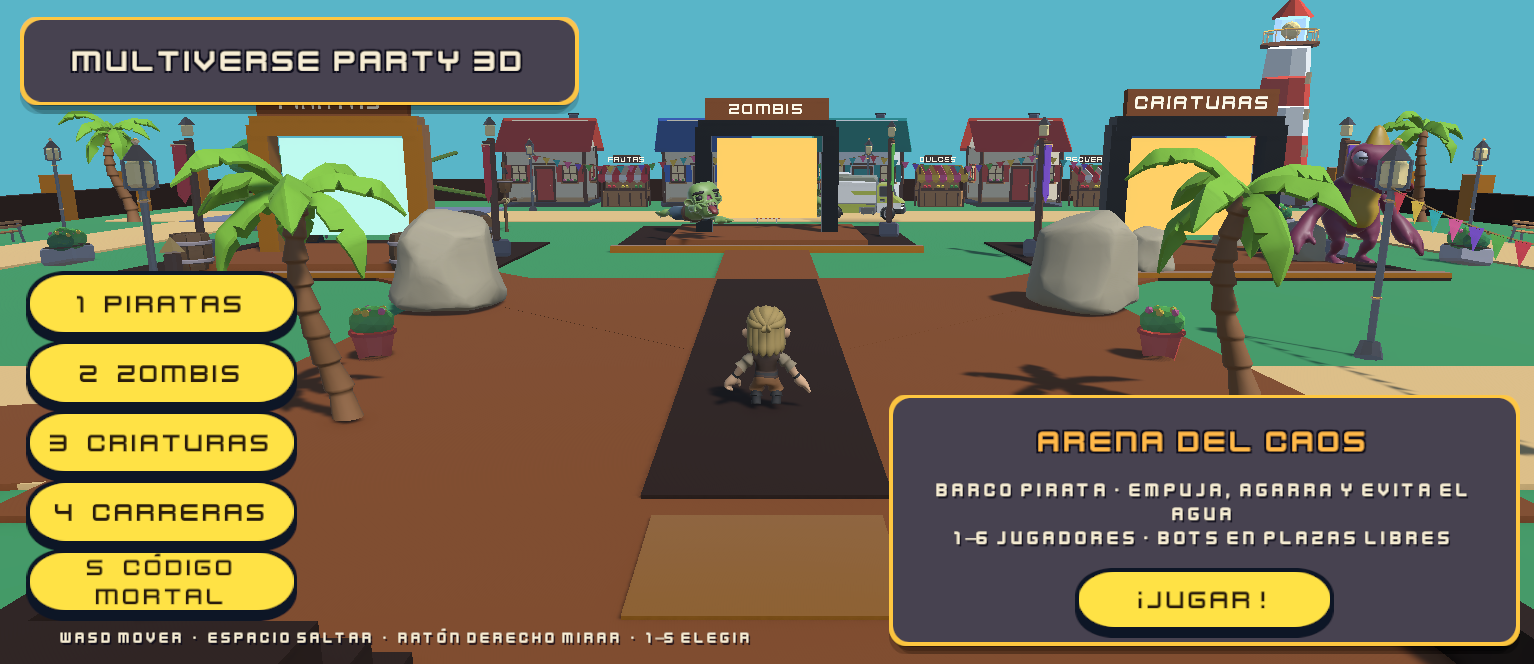 MULTIVERSE PARTY 3D
PIRATAS
ZOMBIS
CRIATURAS
FRUTAS
DULCES
RECUER
1 PIRATAS
2 ZOMBIS
3 CRIATURAS
4 CARRERAS
5 CÓDIGO
MORTAL
ARENA DEL CAOS
BARCO PIRATA · EMPUJA, AGARRA Y EVITA EL
AGUA
1–6 JUGADORES · BOTS EN PLAZAS LIBRES
¡JUGAR!
WASD MOVER · ESPACIO SALTAR · RATÓN DERECHO MIRAR · 1–5 ELEGIR